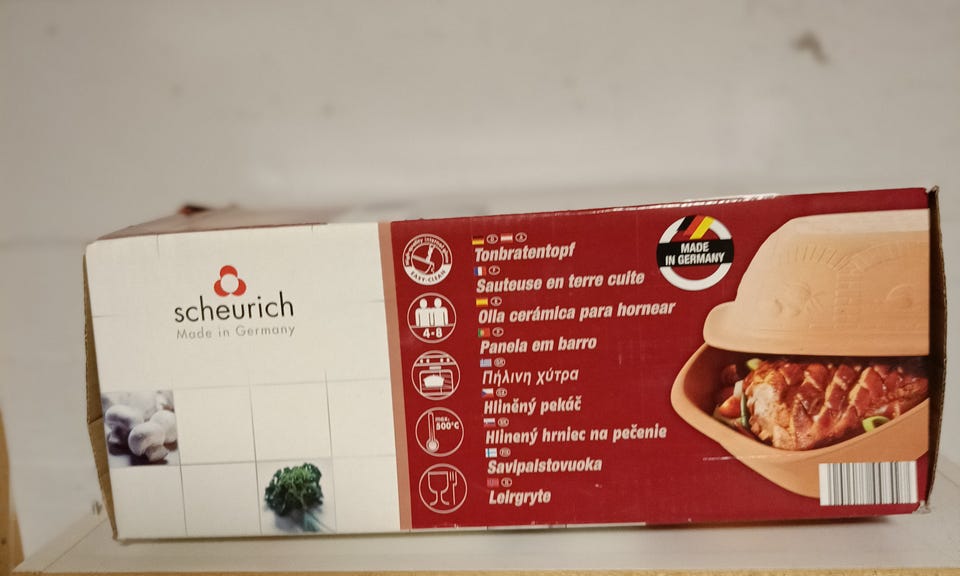 scheurich
Made in Germany
EASY-CLEAN
4-8
max.
500°C
Tonbratentopf
Sauteuse en terre cuite
Olla cerámica para hornear
Panela em barro
Πήλινη χύτρα
Hliněný pekáč
Hlinený hrniec na pečenie
Savipaistovuoka
Leirgryte
MADE
IN GERMANY